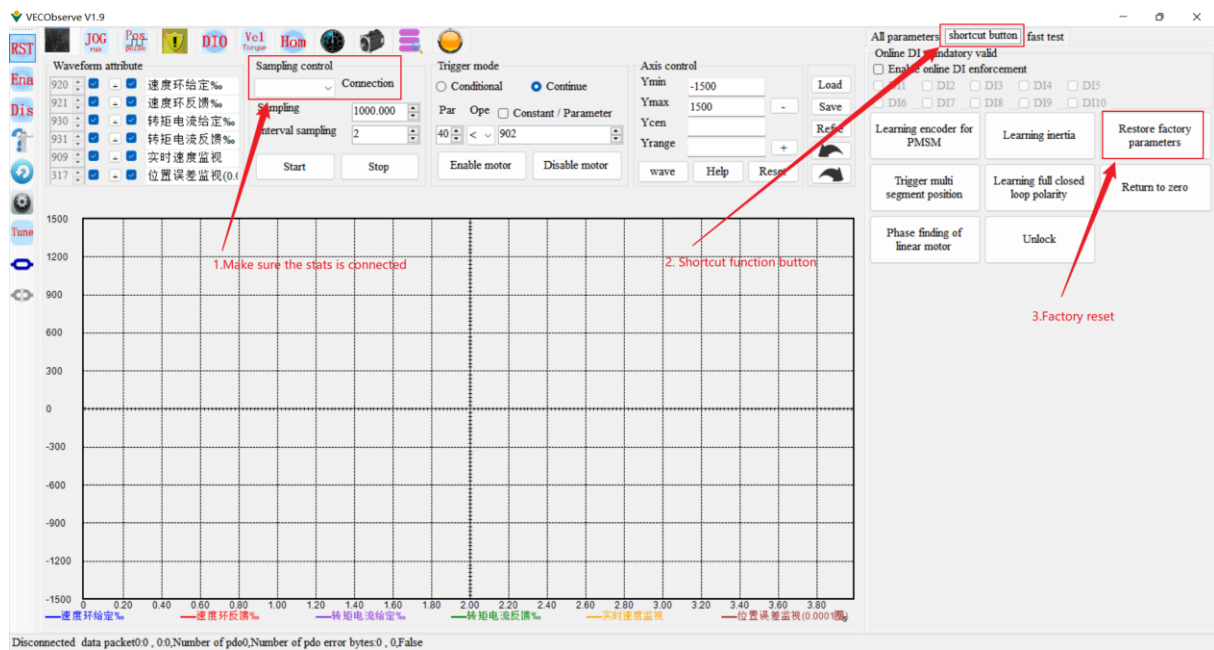 VECObserve V1.9
RST
JOG
run
Pos
pulse
DIO
Vel
Torque
Hom
Ena
Dis
Tune
Waveform attribute
920 速度环给定‰
921 速度环反馈‰
930 转矩电流给定‰
931 转矩电流反馈‰
909 实时速度监视
317 位置误差监视(0.(
Sampling control
Connection
Sampling 1000.000
Interval sampling 2
Start Stop
Trigger mode
Conditional Continue
Par Ope Constant / Parameter
40 < 902
Enable motor Disable motor
Axis control
Ymin -1500 Load
Ymax 1500 - Save
Ycen
Yrange +
wave Help Reset
All parameters shortcut button fast test
Online DI mandatory valid
Enable online DI enforcement
DI1 DI2 DI3 DI4 DI5
DI6 DI7 DI8 DI9 DI10
Learning encoder for
PMSM
Learning inertia
Restore factory
parameters
Trigger multi
segment position
Learning full closed
loop polarity
Return to zero
Phase finding of
linear motor
Unlock
1.Make sure the stats is connected
2. Shortcut function button
3.Factory reset
1500
1200
900
600
300
0
-300
-600
-900
-1200
-1500
0 0.20 0.40 0.60 0.80 1.00 1.20 1.40 1.60 1.80 2.00 2.20 2.40 2.60 2.80 3.00 3.20 3.40 3.60 3.80
速度环给定‰ 速度环反馈‰ 转矩电流给定‰ 转矩电流反馈‰ 实时速度监视 位置误差监视(0.0001圈)
Disconnected data packet0:0 , 0:0,Number of pdo0,Number of pdo error bytes:0 , 0,False